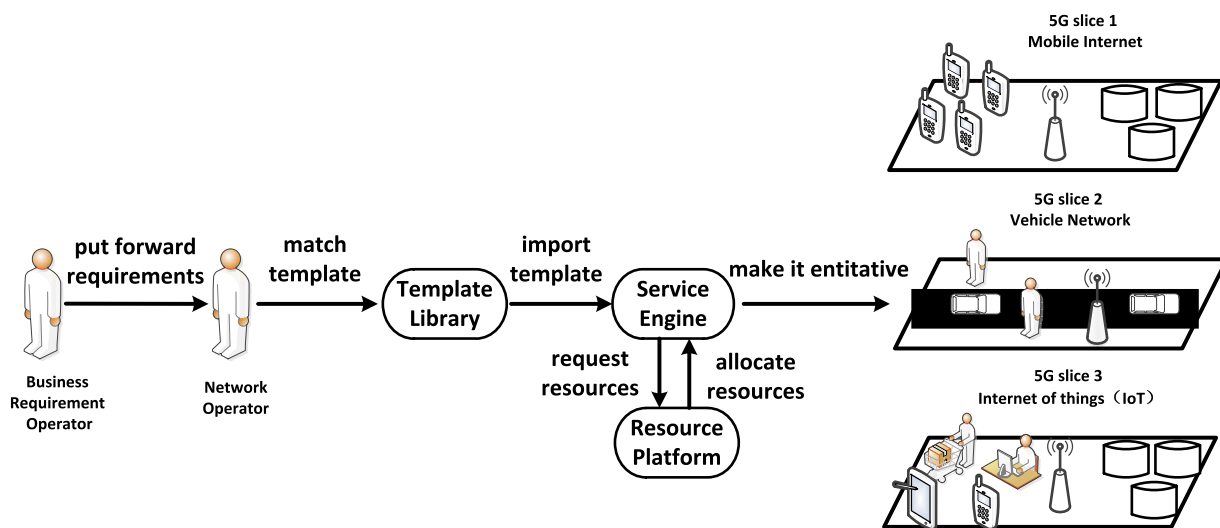 5G slice 1
Mobile Internet
5G slice 2
Vehicle Network
put forward
requirements
match
template
import
template
make it entitative
Template
Library
Service
Engine
request
resources
allocate
resources
Business
Requirement
Operator
Network
Operator
Resource
Platform
5G slice 3
Internet of things（IoT）